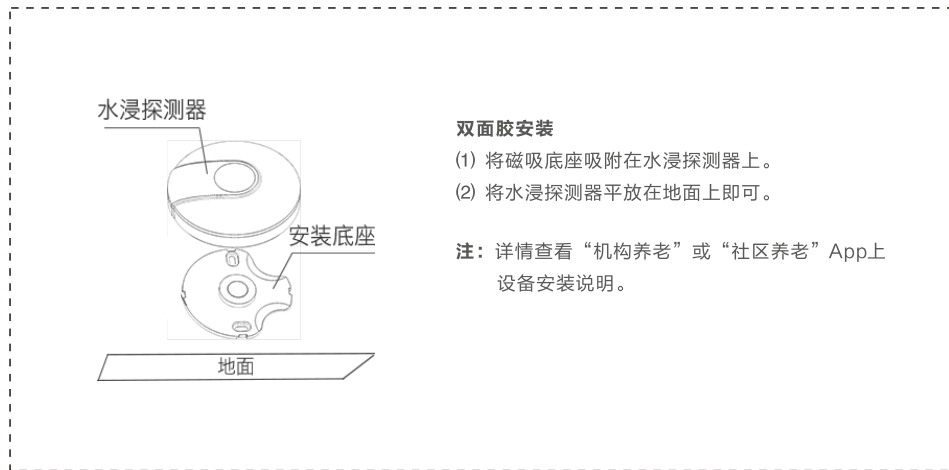 水浸探测器
安装底座
地面
双面胶安装
⑴ 将磁吸底座吸附在水浸探测器上。
⑵ 将水浸探测器平放在地面上即可。
注：详情查看“机构养老”或“社区养老”App上
设备安装说明。